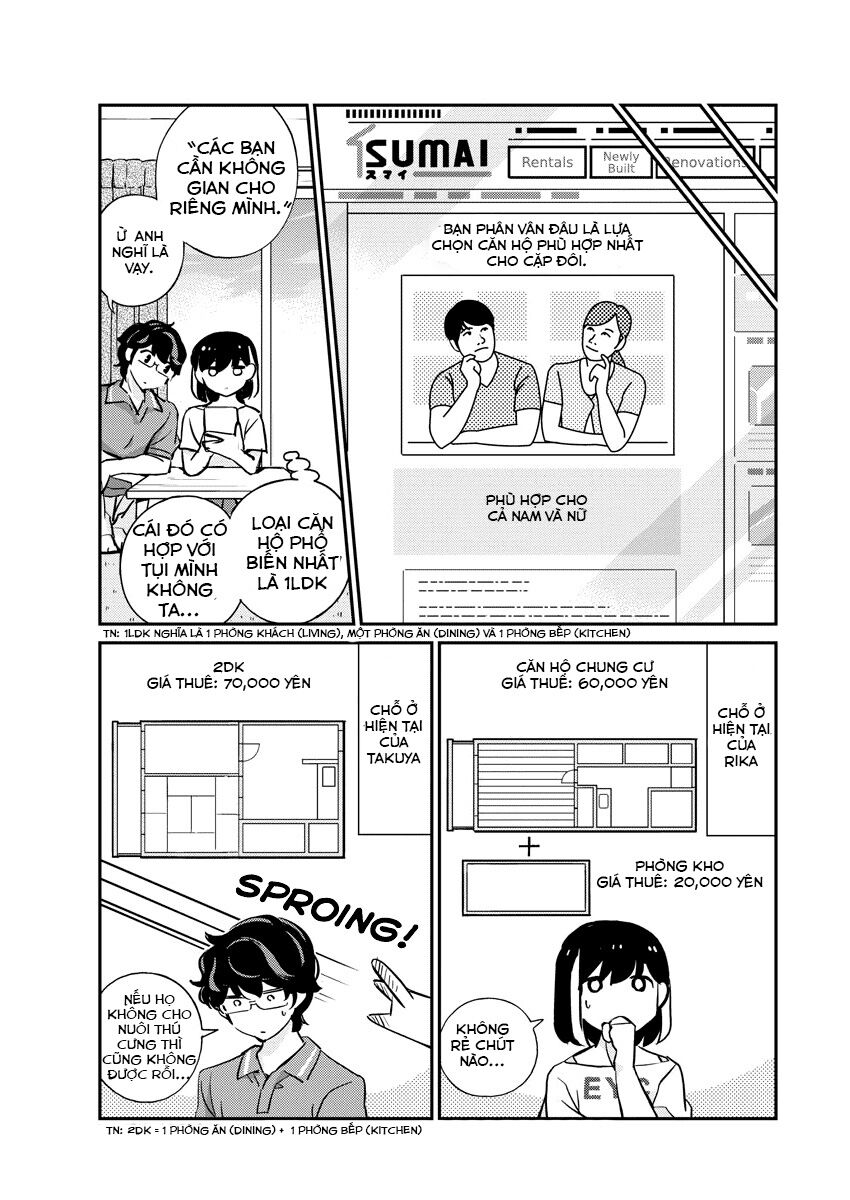 SUMAI
スマイ
Rentals
Newly
Built
Renovations
BẠN PHÂN VÂN ĐÂU LÀ LỰA
CHỌN CĂN HỘ PHÙ HỢP NHẤT
CHO CẶP ĐÔI.
PHÙ HỢP CHO
CẢ NAM VÀ NỮ
"CÁC BẠN
CẦN KHÔNG
GIAN CHO
RIÊNG MÌNH."
Ừ ANH
NGHĨ LÀ
VẬY.
LOẠI CĂN
HỘ PHỔ
BIẾN NHẤT
LÀ 1LDK
CÁI ĐÓ CÓ
HỢP VỚI
TỤI MÌNH
KHÔNG
TA...
TN: 1LDK NGHĨA LÀ 1 PHÒNG KHÁCH (LIVING), MỘT PHÒNG ĂN (DINING) VÀ 1 PHÒNG BẾP (KITCHEN)
CHỖ Ở
HIỆN TẠI
CỦA
RIKA
CĂN HỘ CHUNG CƯ
GIÁ THUÊ: 60,000 YÊN
+
PHÒNG KHO
GIÁ THUÊ: 20,000 YÊN
KHÔNG
RẺ CHÚT
NÀO...
EYC
CHỖ Ở
HIỆN TẠI
CỦA
TAKUYA
2DK
GIÁ THUÊ: 70,000 YÊN
SPROING!
NẾU HỌ
KHÔNG CHO
NUÔI THÚ
CƯNG THÌ
CŨNG KHÔNG
ĐƯỢC RỒI...
TN: 2DK = 1 PHÒNG ĂN (DINING) + 1 PHÒNG BẾP (KITCHEN)